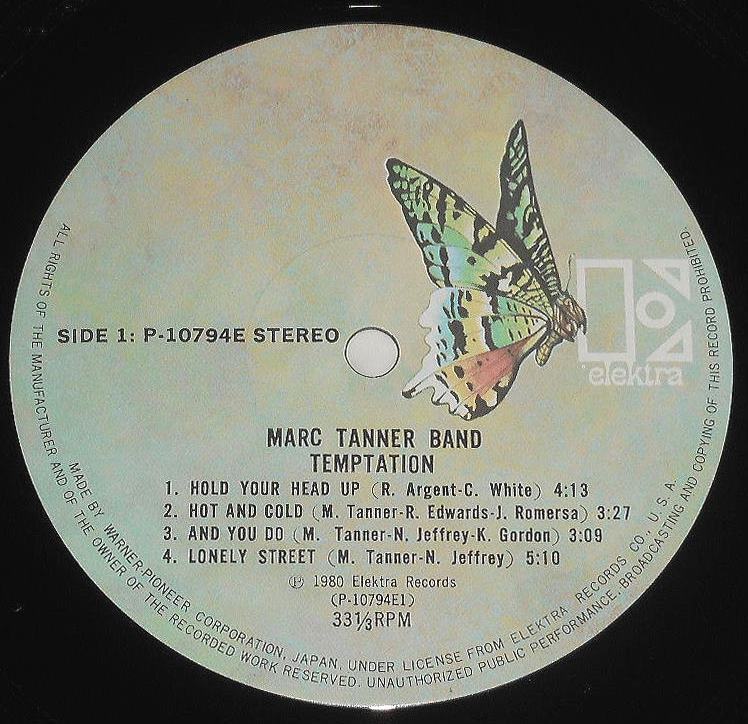 SIDE 1: P-10794E STEREO
elektra
MARC TANNER BAND
TEMPTATION
1. HOLD YOUR HEAD UP (R. Argent-C. White) 4:13
2. HOT AND COLD (M. Tanner-R. Edwards-J. Romersa) 3:27
3. AND YOU DO (M. Tanner-N. Jeffrey-K. Gordon) 3:09
4. LONELY STREET (M. Tanner-N. Jeffrey) 5:10
℗ 1980 Elektra Records
(P-10794E1)
33⅓RPM
MADE BY WARNER-PIONEER CORPORATION, JAPAN. UNDER LICENSE FROM ELEKTRA RECORDS CO., U.S.A.
ALL RIGHTS OF THE MANUFACTURER AND OF THE OWNER OF THE RECORDED WORK RESERVED. UNAUTHORIZED PUBLIC PERFORMANCE, BROADCASTING AND COPYING OF THIS RECORD PROHIBITED.